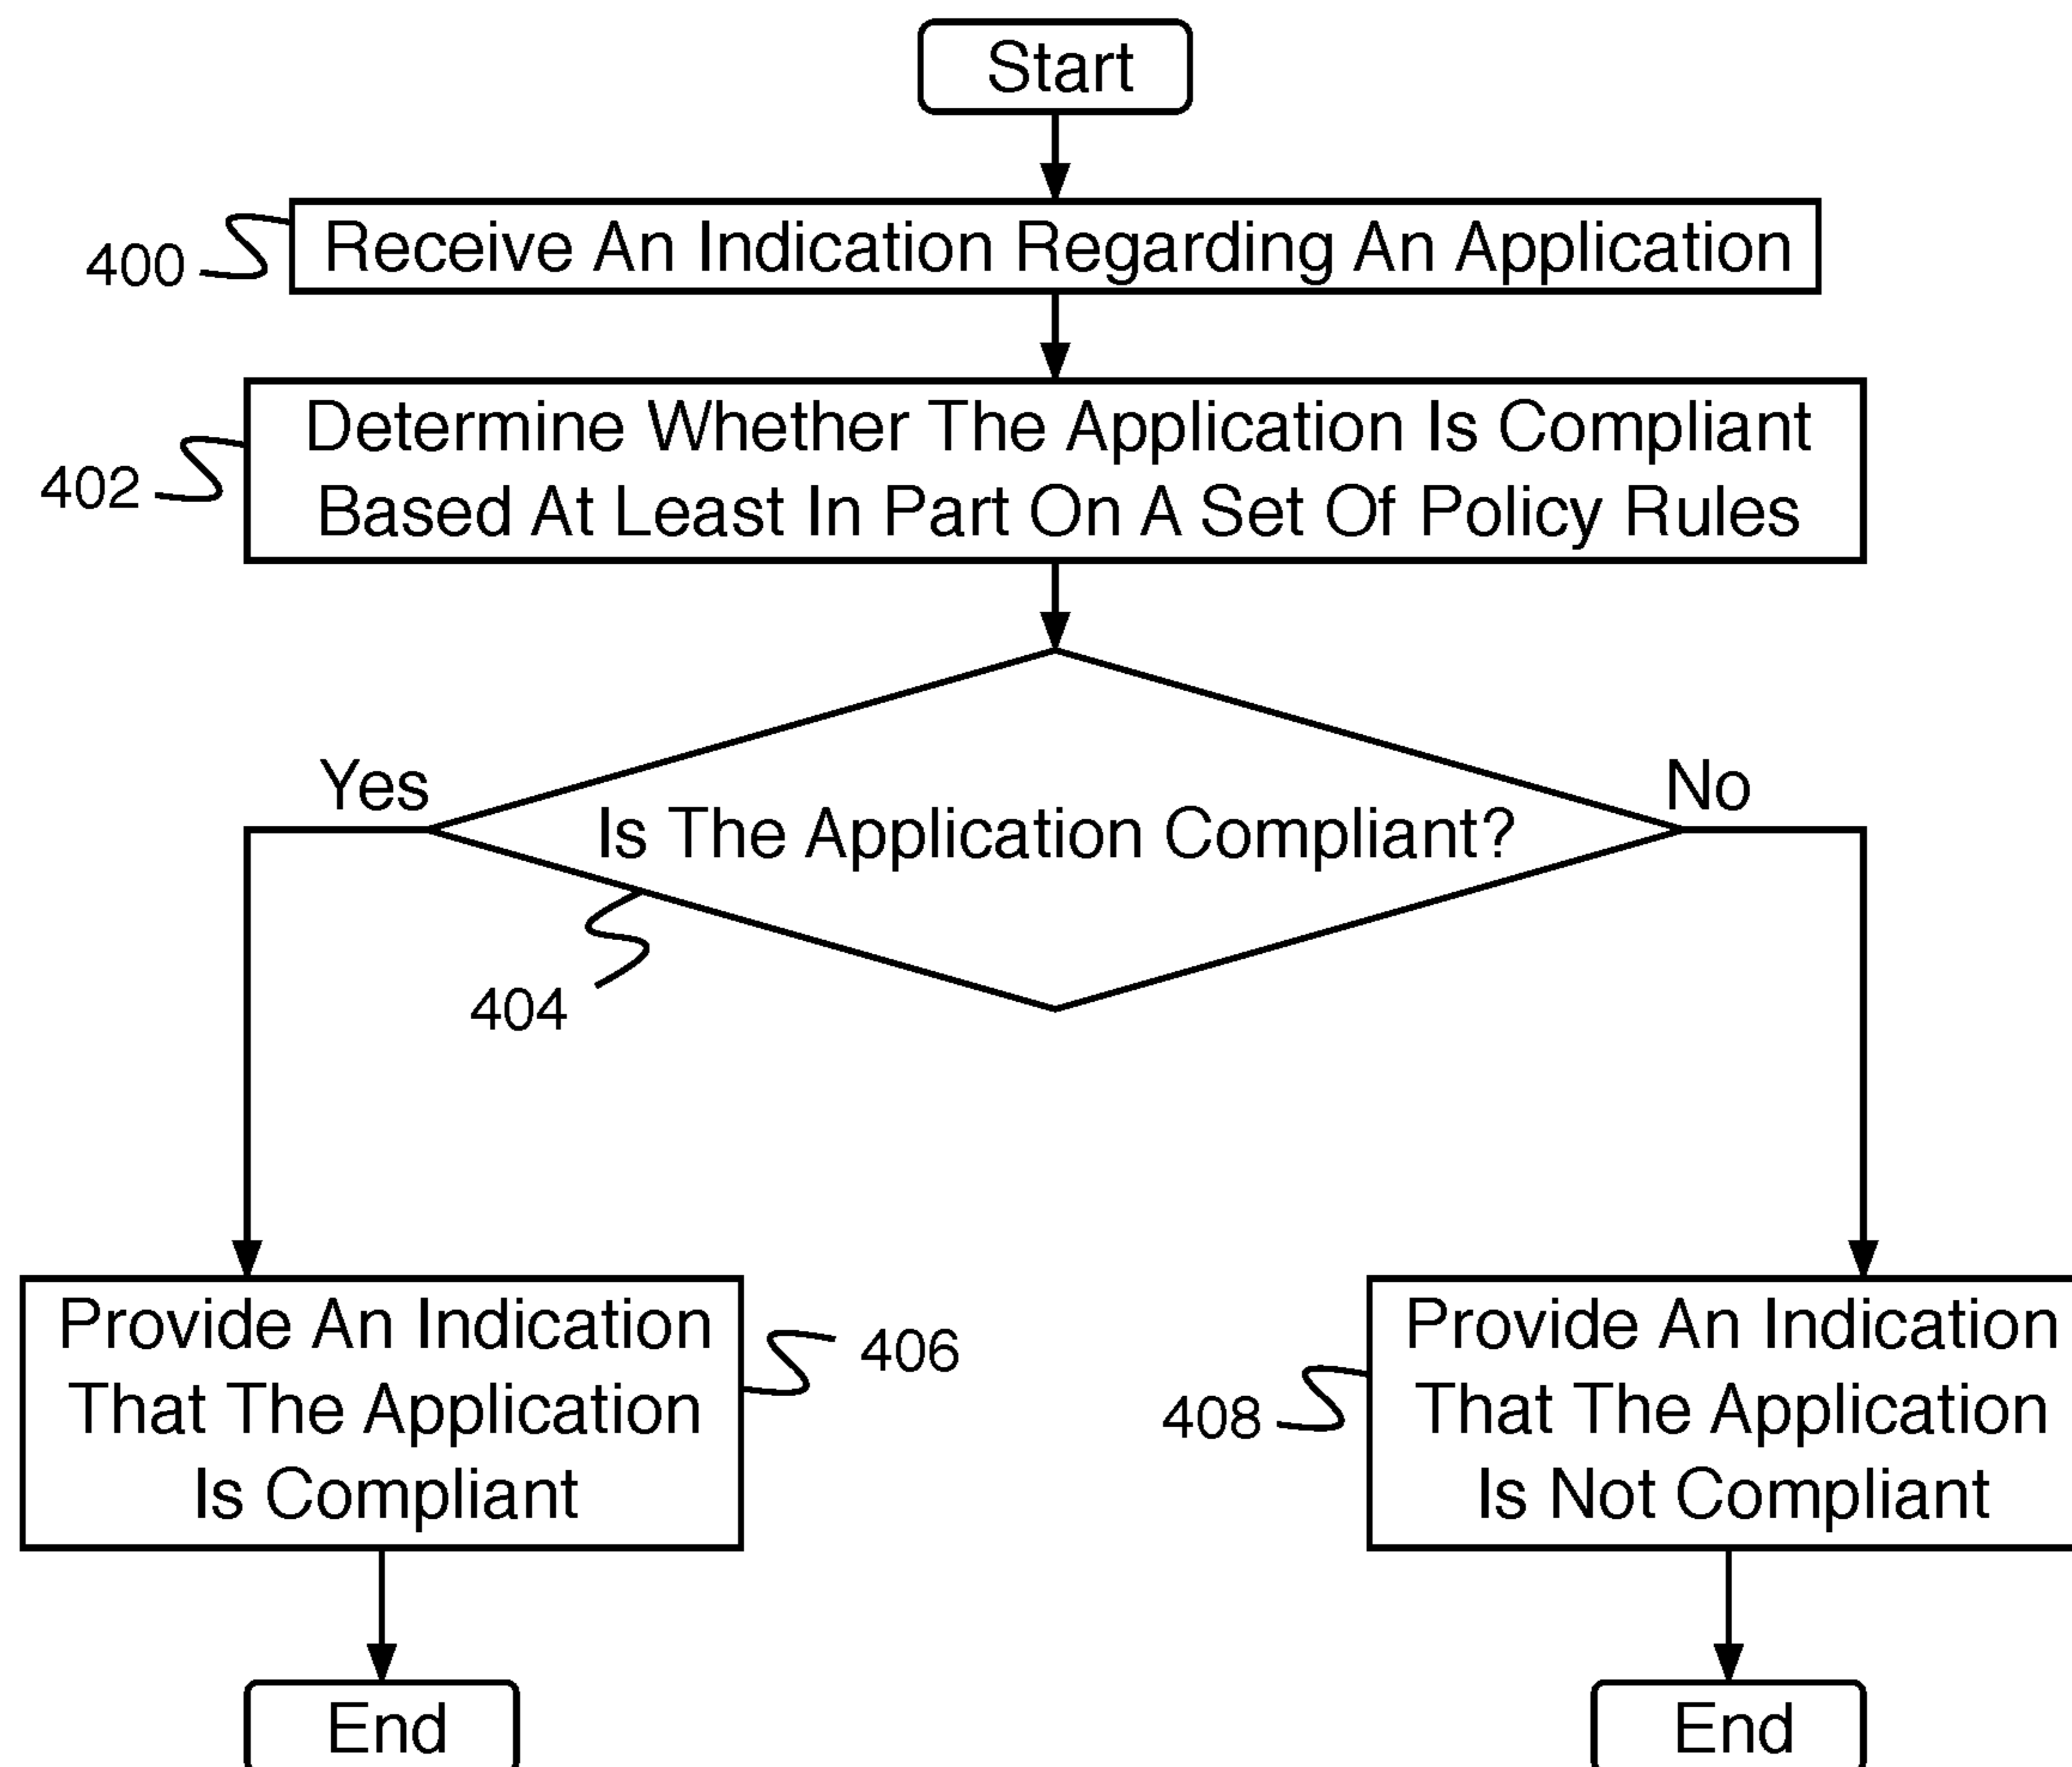 Start
400
Receive An Indication Regarding An Application
402
Determine Whether The Application Is Compliant
Based At Least In Part On A Set Of Policy Rules
Yes
No
Is The Application Compliant?
404
Provide An Indication
That The Application
Is Compliant
406
408
Provide An Indication
That The Application
Is Not Compliant
End
End